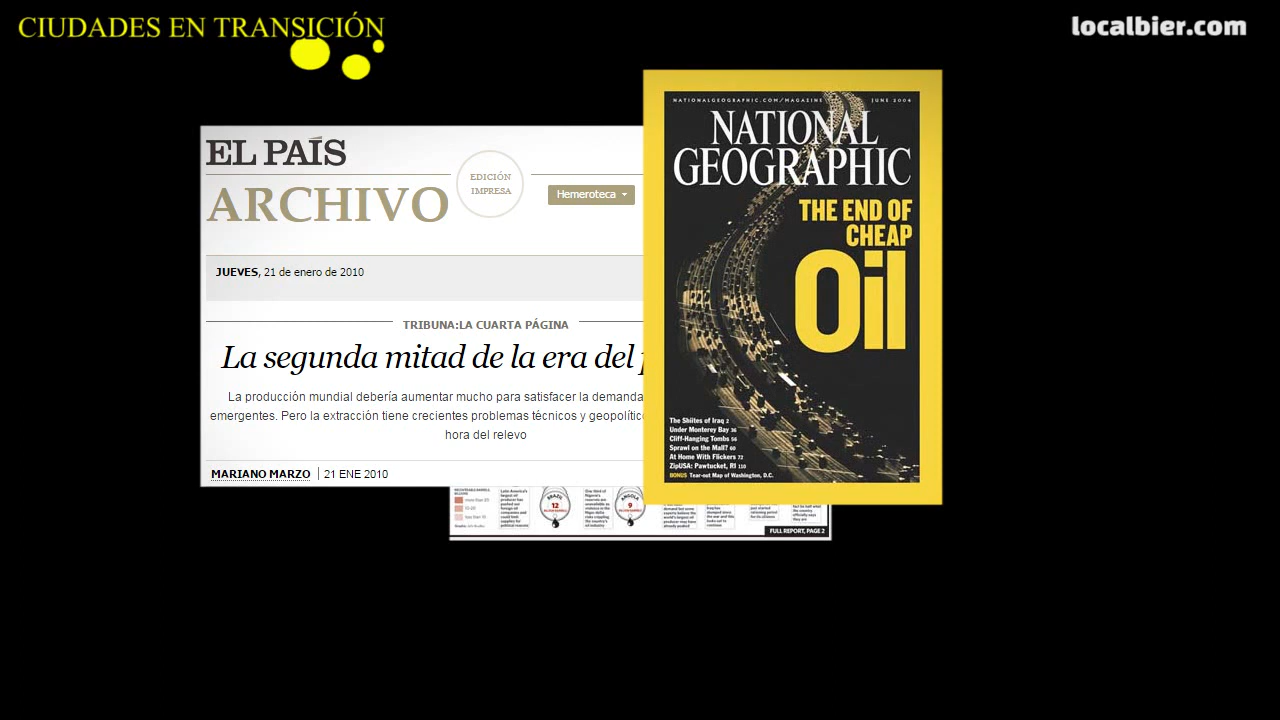 CIUDADES EN TRANSICIÓN
localbier.com
EL PAÍS
ARCHIVO
EDICIÓN
IMPRESA
Hemeroteca
JUEVES, 21 de enero de 2010
TRIBUNA:LA CUARTA PÁGINA
La segunda mitad de la era del
La producción mundial debería aumentar mucho para satisfacer la demanda
emergentes. Pero la extracción tiene crecientes problemas técnicos y
hora del relevo
MARIANO MARZO | 21 ENE 2010
NATIONALGEOGRAPHIC.COM/MAGAZINE
JUNE 2004
NATIONAL
GEOGRAPHIC
THE END OF
CHEAP
Oil
The Shiites of Iraq 2
Under Monterey Bay 36
Cliff-Hanging Tombs 56
Sprawl on the Mall? 60
At Home With Flickers 72
ZipUSA: Pawtucket, RI 110
BONUS Tear-out Map of Washington, D.C.
BRAZIL
12
ANGOLA
9
FULL REPORT, PAGE 2